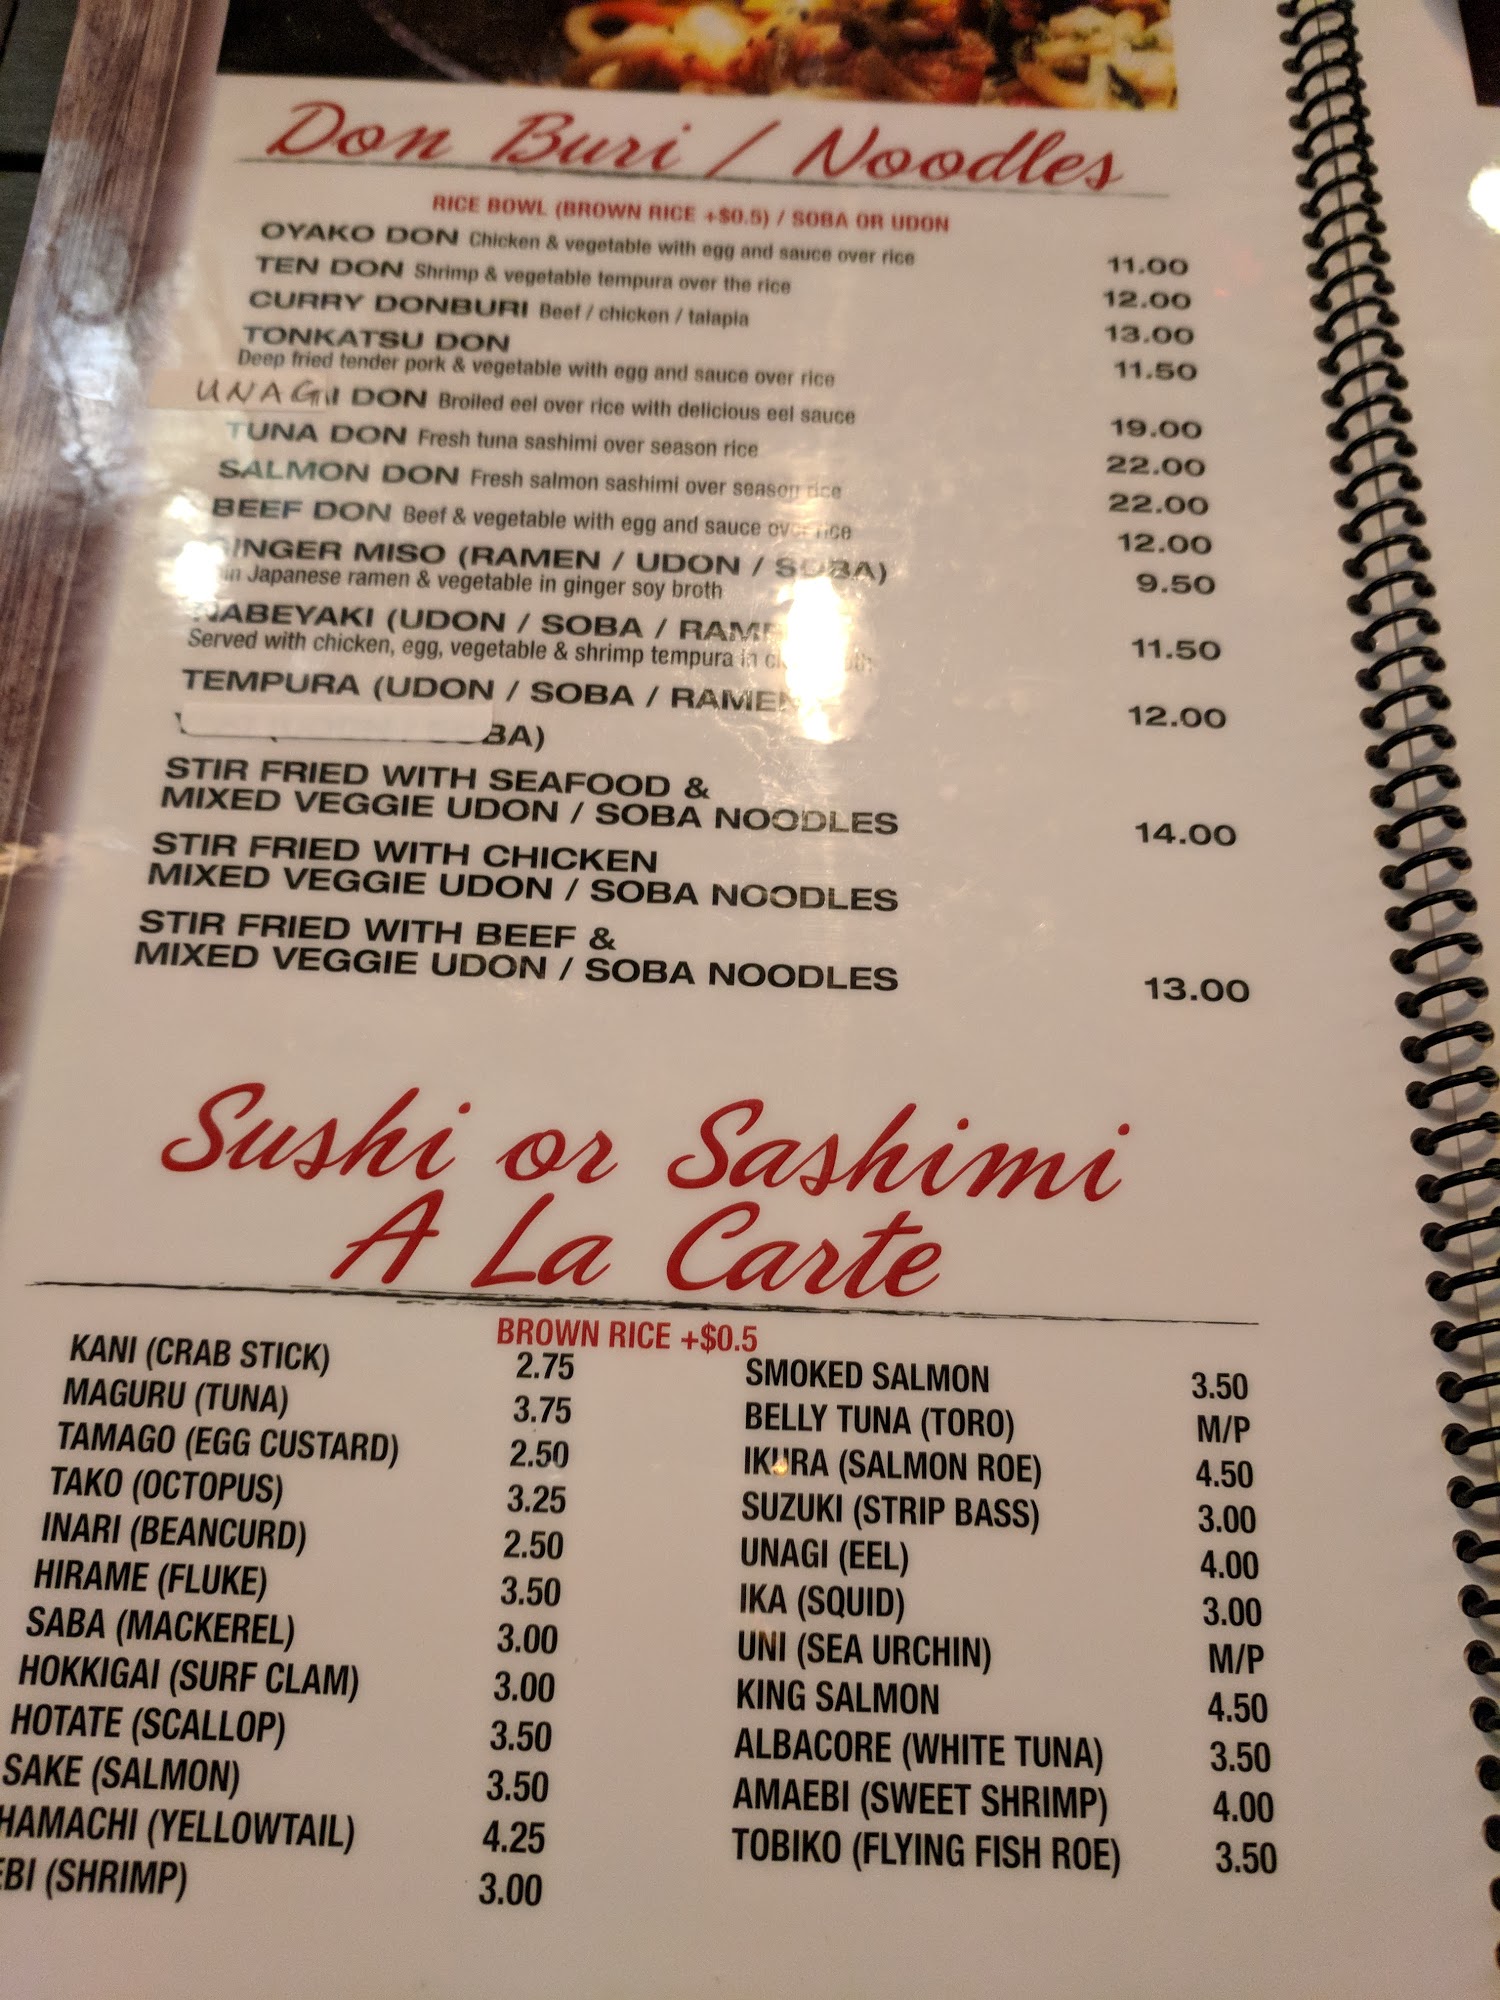 Don Buri / Noodles
RICE BOWL (BROWN RICE +$0.5) / SOBA OR UDON
OYAKO DON Chicken & vegetable with egg and sauce over rice 11.00
TEN DON Shrimp & vegetable tempura over the rice 12.00
CURRY DONBURI Beef / chicken / talapia 13.00
TONKATSU DON 11.50
Deep fried tender pork & vegetable with egg and sauce over rice
UNAGI DON Broiled eel over rice with delicious eel sauce 19.00
TUNA DON Fresh tuna sashimi over season rice 22.00
SALMON DON Fresh salmon sashimi over season rice 22.00
BEEF DON Beef & vegetable with egg and sauce over rice 12.00
GINGER MISO (RAMEN / UDON / SOBA) 9.50
in Japanese ramen & vegetable in ginger soy broth
NABEYAKI (UDON / SOBA / 11.50
Served with chicken, egg, vegetable & shrimp tempura in
TEMPURA (UDON / SOBA / RAMEN 12.00
BA)
STIR FRIED WITH SEAFOOD &
MIXED VEGGIE UDON / SOBA NOODLES 14.00
STIR FRIED WITH CHICKEN
MIXED VEGGIE UDON / SOBA NOODLES
STIR FRIED WITH BEEF &
MIXED VEGGIE UDON / SOBA NOODLES 13.00
Sushi or Sashimi
A La Carte
BROWN RICE +$0.5
KANI (CRAB STICK) 2.75
MAGURU (TUNA) 3.75
TAMAGO (EGG CUSTARD) 2.50
TAKO (OCTOPUS) 3.25
INARI (BEANCURD) 2.50
HIRAME (FLUKE) 3.50
SABA (MACKEREL) 3.00
HOKKIGAI (SURF CLAM) 3.00
HOTATE (SCALLOP) 3.50
SAKE (SALMON) 3.50
HAMACHI (YELLOWTAIL) 4.25
EBI (SHRIMP) 3.00
SMOKED SALMON 3.50
BELLY TUNA (TORO) M/P
IKURA (SALMON ROE) 4.50
SUZUKI (STRIP BASS) 3.00
UNAGI (EEL) 4.00
IKA (SQUID) 3.00
UNI (SEA URCHIN) M/P
KING SALMON 4.50
ALBACORE (WHITE TUNA) 3.50
AMAEBI (SWEET SHRIMP) 4.00
TOBIKO (FLYING FISH ROE) 3.50